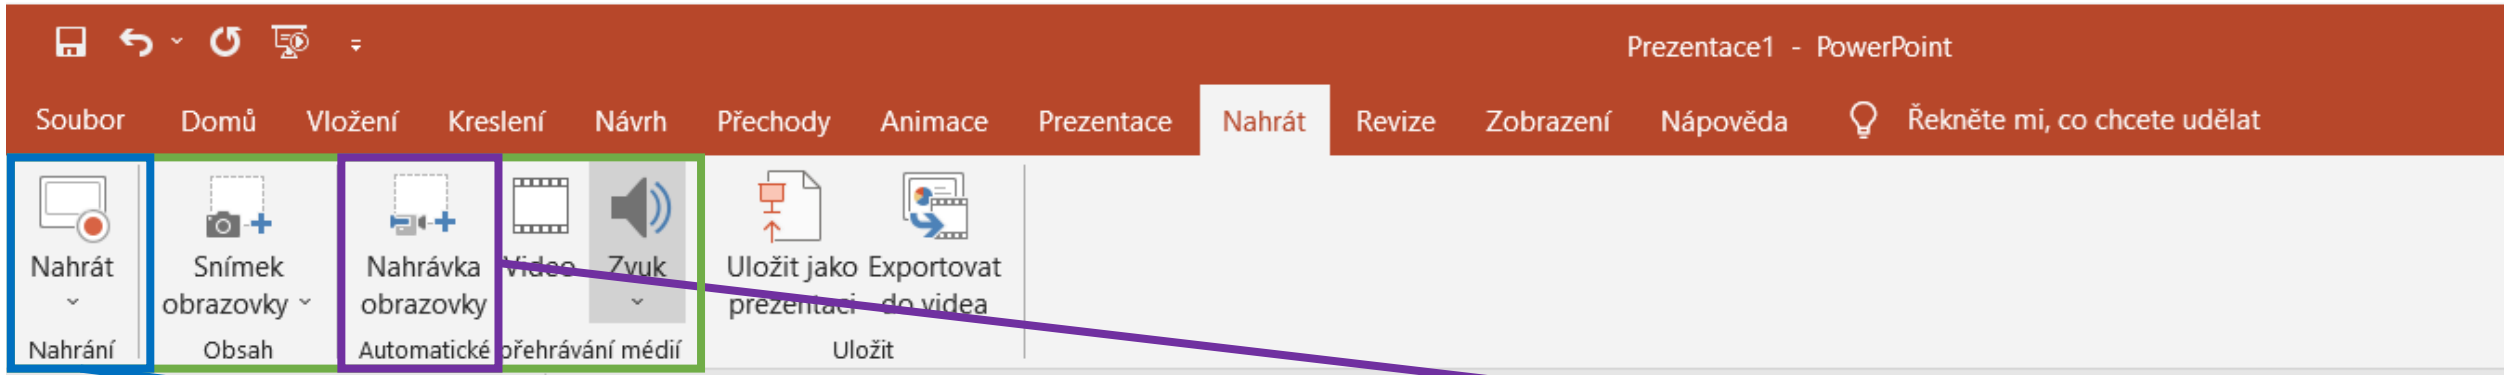 Prezentace1 - PowerPoint
Soubor Domů Vložení Kreslení Návrh Přechody Animace Prezentace Nahrát Revize Zobrazení Nápověda Řekněte mi, co chcete udělat
Nahrát Snímek Nahrávka Video Zvuk Uložit jako Exportovat
obrazovky obrazovky prezentaci do videa
Nahrání Obsah Automatické přehrávání médií Uložit